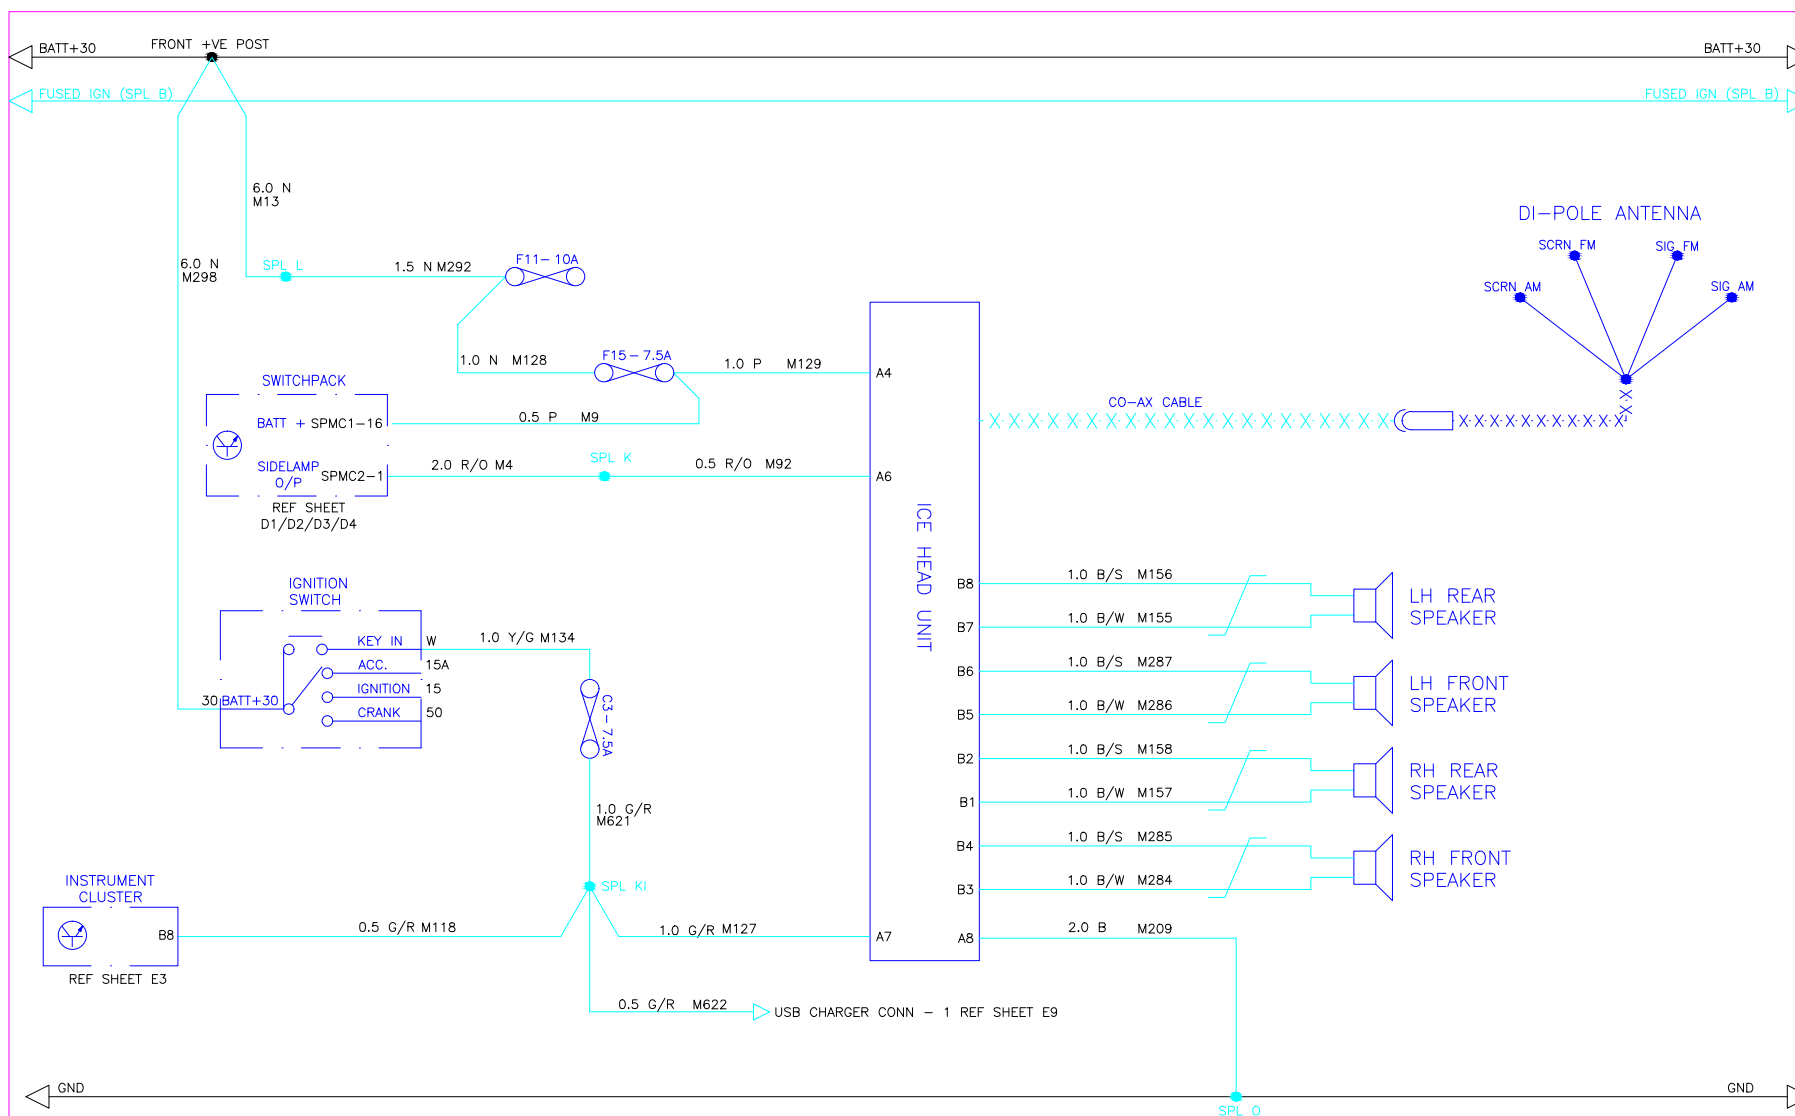 BATT+30
FRONT +VE POST
BATT+30
FUSED IGN (SPL B)
FUSED IGN (SPL B)
6.0 N
M13
6.0 N
M298
SPL L
1.5 N M292
F11-10A
1.0 N M128
F15-7.5A
1.0 P M129
A4
SWITCHPACK
BATT + SPMC1-16
0.5 P M9
SIDELAMP
O/P
SPMC2-1
2.0 R/O M4
SPL K
0.5 R/O M92
A6
REF SHEET
D1/D2/D3/D4
DI-POLE ANTENNA
SCRN FM
SIG FM
SCRN AM
SIG AM
CO-AX CABLE
ICE HEAD UNIT
IGNITION
SWITCH
KEY IN W
1.0 Y/G M134
ACC. 15A
IGNITION 15
30 BATT+30
CRANK 50
C3-7.5A
1.0 G/R
M621
SPL KI
INSTRUMENT
CLUSTER
B8
0.5 G/R M118
1.0 G/R M127
A7
REF SHEET E3
0.5 G/R M622
USB CHARGER CONN - 1 REF SHEET E9
B8
1.0 B/S M156
B7
1.0 B/W M155
LH REAR
SPEAKER
B6
1.0 B/S M287
B5
1.0 B/W M286
LH FRONT
SPEAKER
B2
1.0 B/S M158
B1
1.0 B/W M157
RH REAR
SPEAKER
B4
1.0 B/S M285
B3
1.0 B/W M284
RH FRONT
SPEAKER
A8
2.0 B M209
GND
GND
SPL O